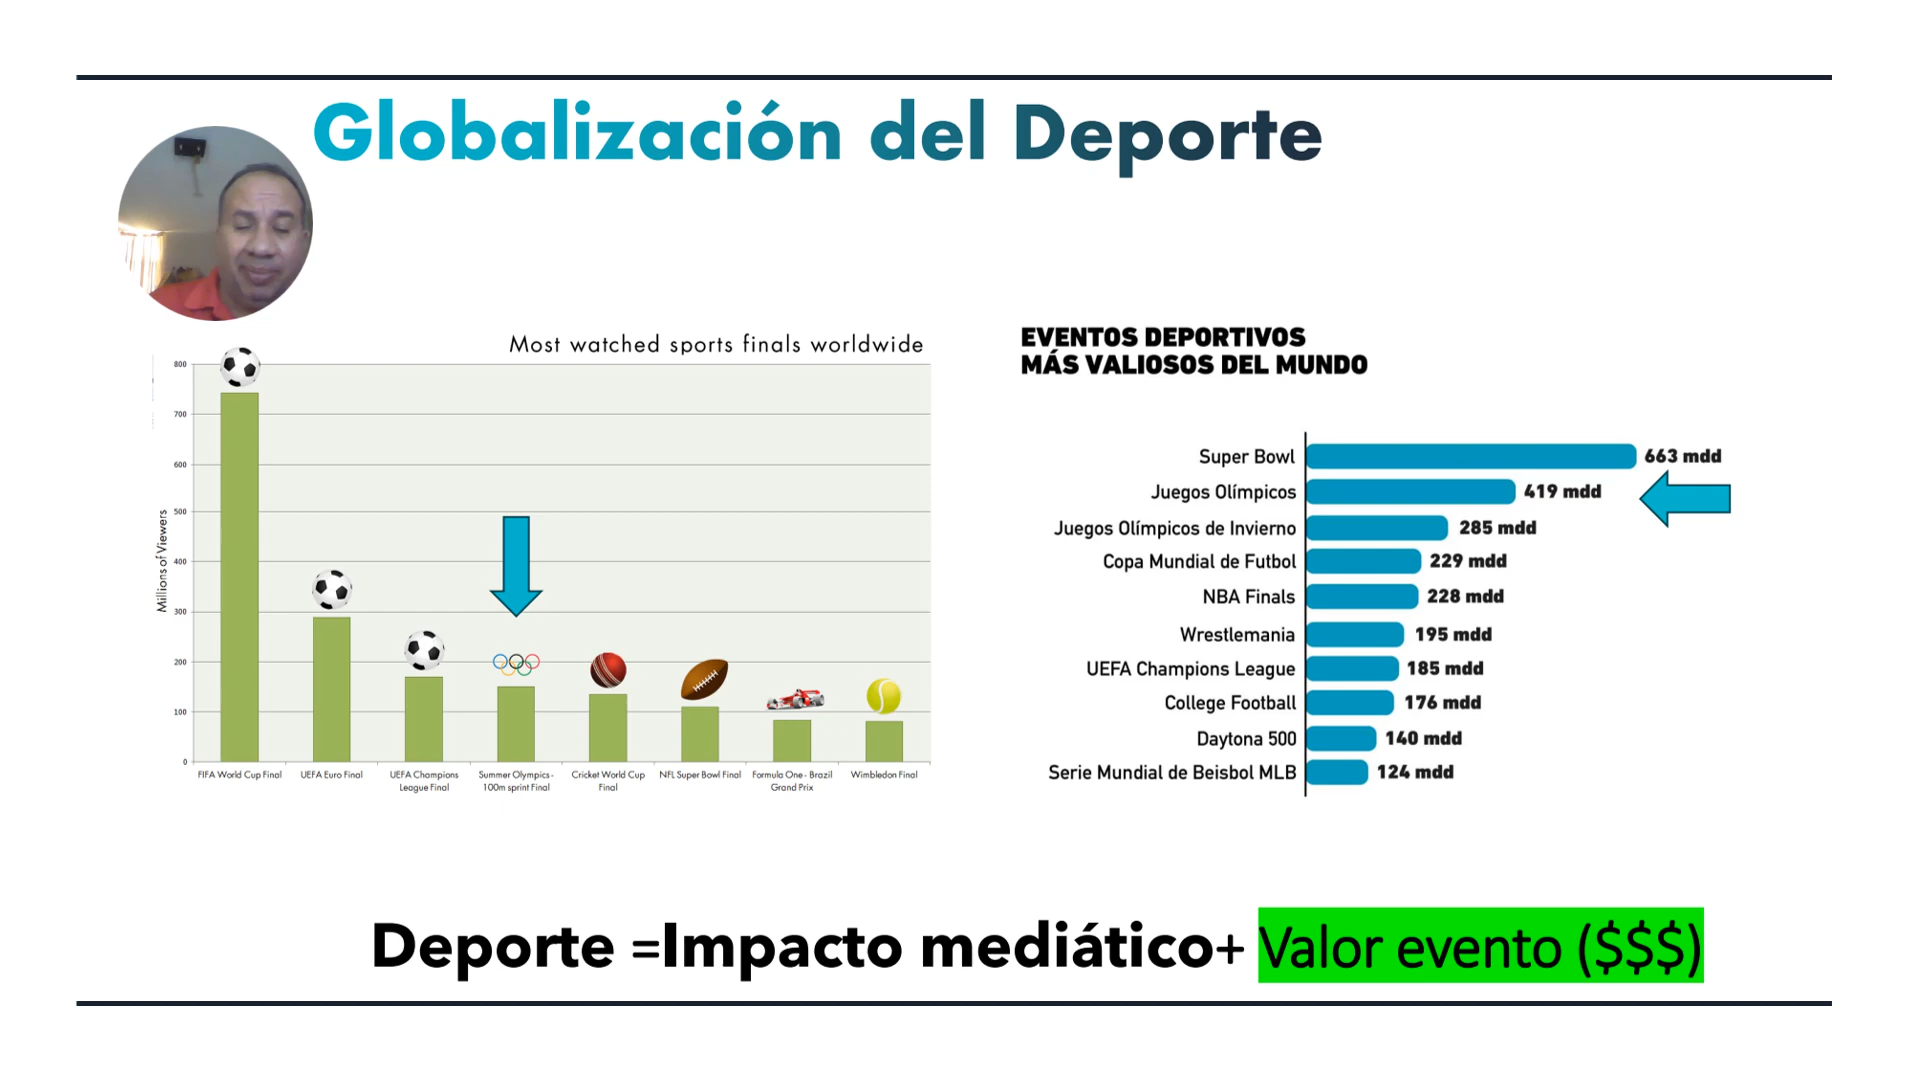 Globalización del Deporte
Most watched sports finals worldwide
Millions of Viewers
800
700
600
500
400
300
200
100
0
FIFA World Cup Final
UEFA Euro Final
UEFA Champions
League Final
Summer Olympics -
100m sprint Final
Cricket World Cup
Final
NFL Super Bowl Final
Formula One - Brazil
Grand Prix
Wimbledon Final
EVENTOS DEPORTIVOS
MÁS VALIOSOS DEL MUNDO
Super Bowl 663 mdd
Juegos Olímpicos 419 mdd
Juegos Olímpicos de Invierno 285 mdd
Copa Mundial de Futbol 229 mdd
NBA Finals 228 mdd
Wrestlemania 195 mdd
UEFA Champions League 185 mdd
College Football 176 mdd
Daytona 500 140 mdd
Serie Mundial de Beisbol MLB 124 mdd
Deporte =Impacto mediático+ Valor evento ($$$)